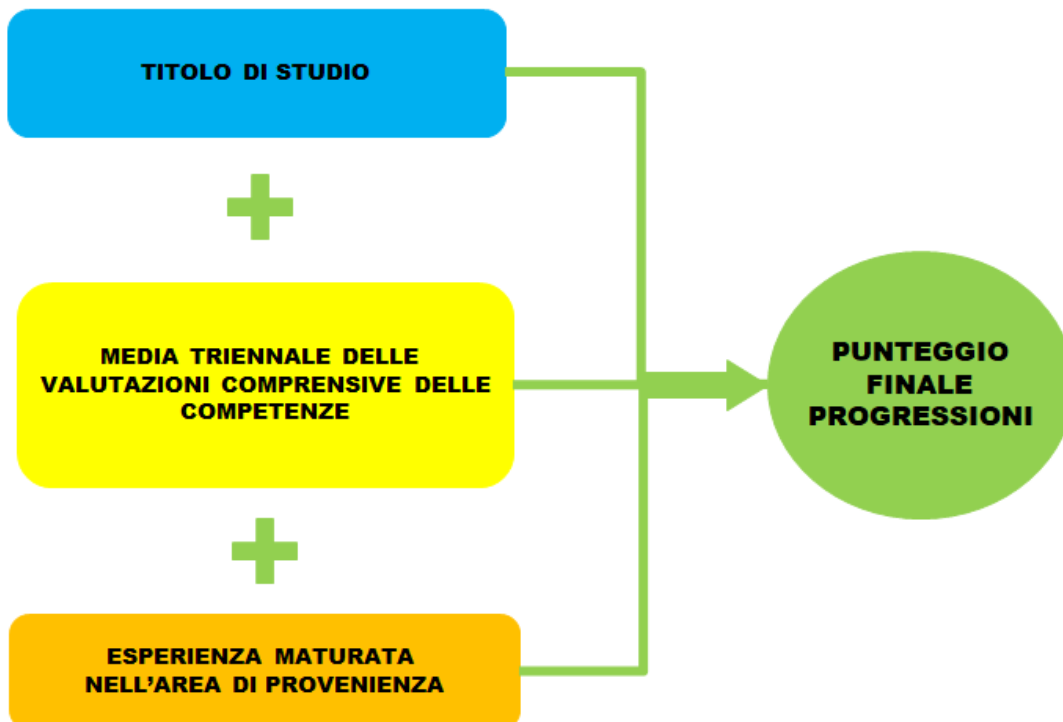 TITOLO DI STUDIO
MEDIA TRIENNALE DELLE
VALUTAZIONI COMPRENSIVE DELLE
COMPETENZE
ESPERIENZA MATURATA
NELL'AREA DI PROVENIENZA
PUNTEGGIO
FINALE
PROGRESSIONI